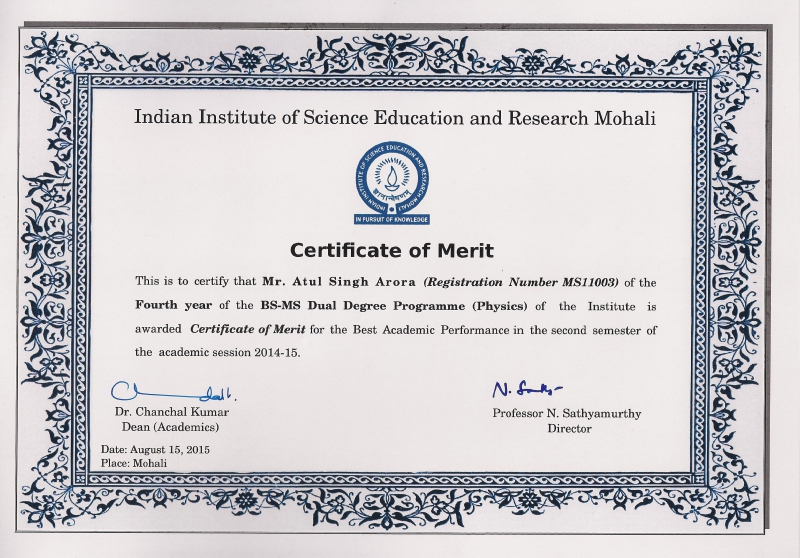 Indian Institute of Science Education and Research Mohali
INDIAN INSTITUTE OF SCIENCE EDUCATION AND RESEARCH MOHALI
ज्ञानान्वेषणम्
IN PURSUIT OF KNOWLEDGE
Certificate of Merit
This is to certify that Mr. Atul Singh Arora (Registration Number MS11003) of the
Fourth year of the BS-MS Dual Degree Programme (Physics) of the Institute is
awarded Certificate of Merit for the Best Academic Performance in the second semester of
the academic session 2014-15.
N.
Dr. Chanchal Kumar
Dean (Academics)
Professor N. Sathyamurthy
Director
Date: August 15, 2015
Place: Mohali